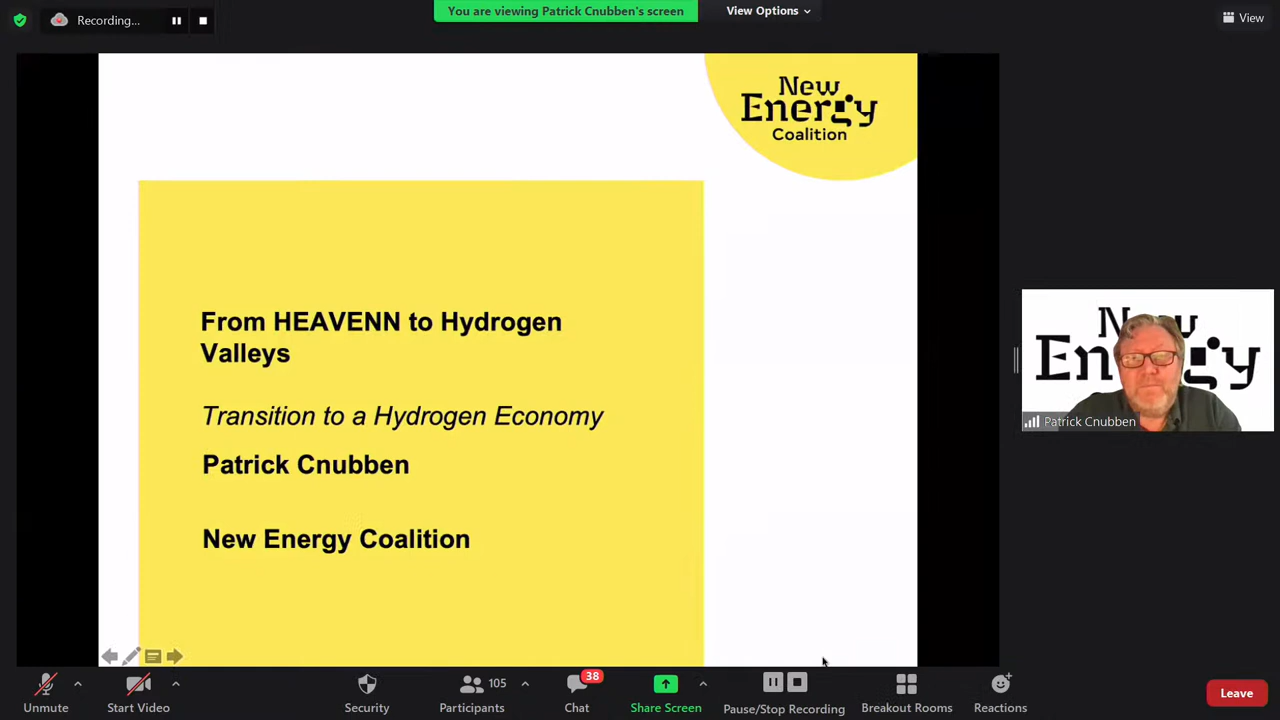 Recording...
You are viewing Patrick Cnubben's screen
View Options
View
New
Energy
Coalition
From HEAVENN to Hydrogen
Valleys
Transition to a Hydrogen Economy
Patrick Cnubben
New Energy Coalition
New
Energy
Patrick Cnubben
Unmute
Start Video
Security
105
Participants
38
Chat
Share Screen
Pause/Stop Recording
Breakout Rooms
Reactions
Leave